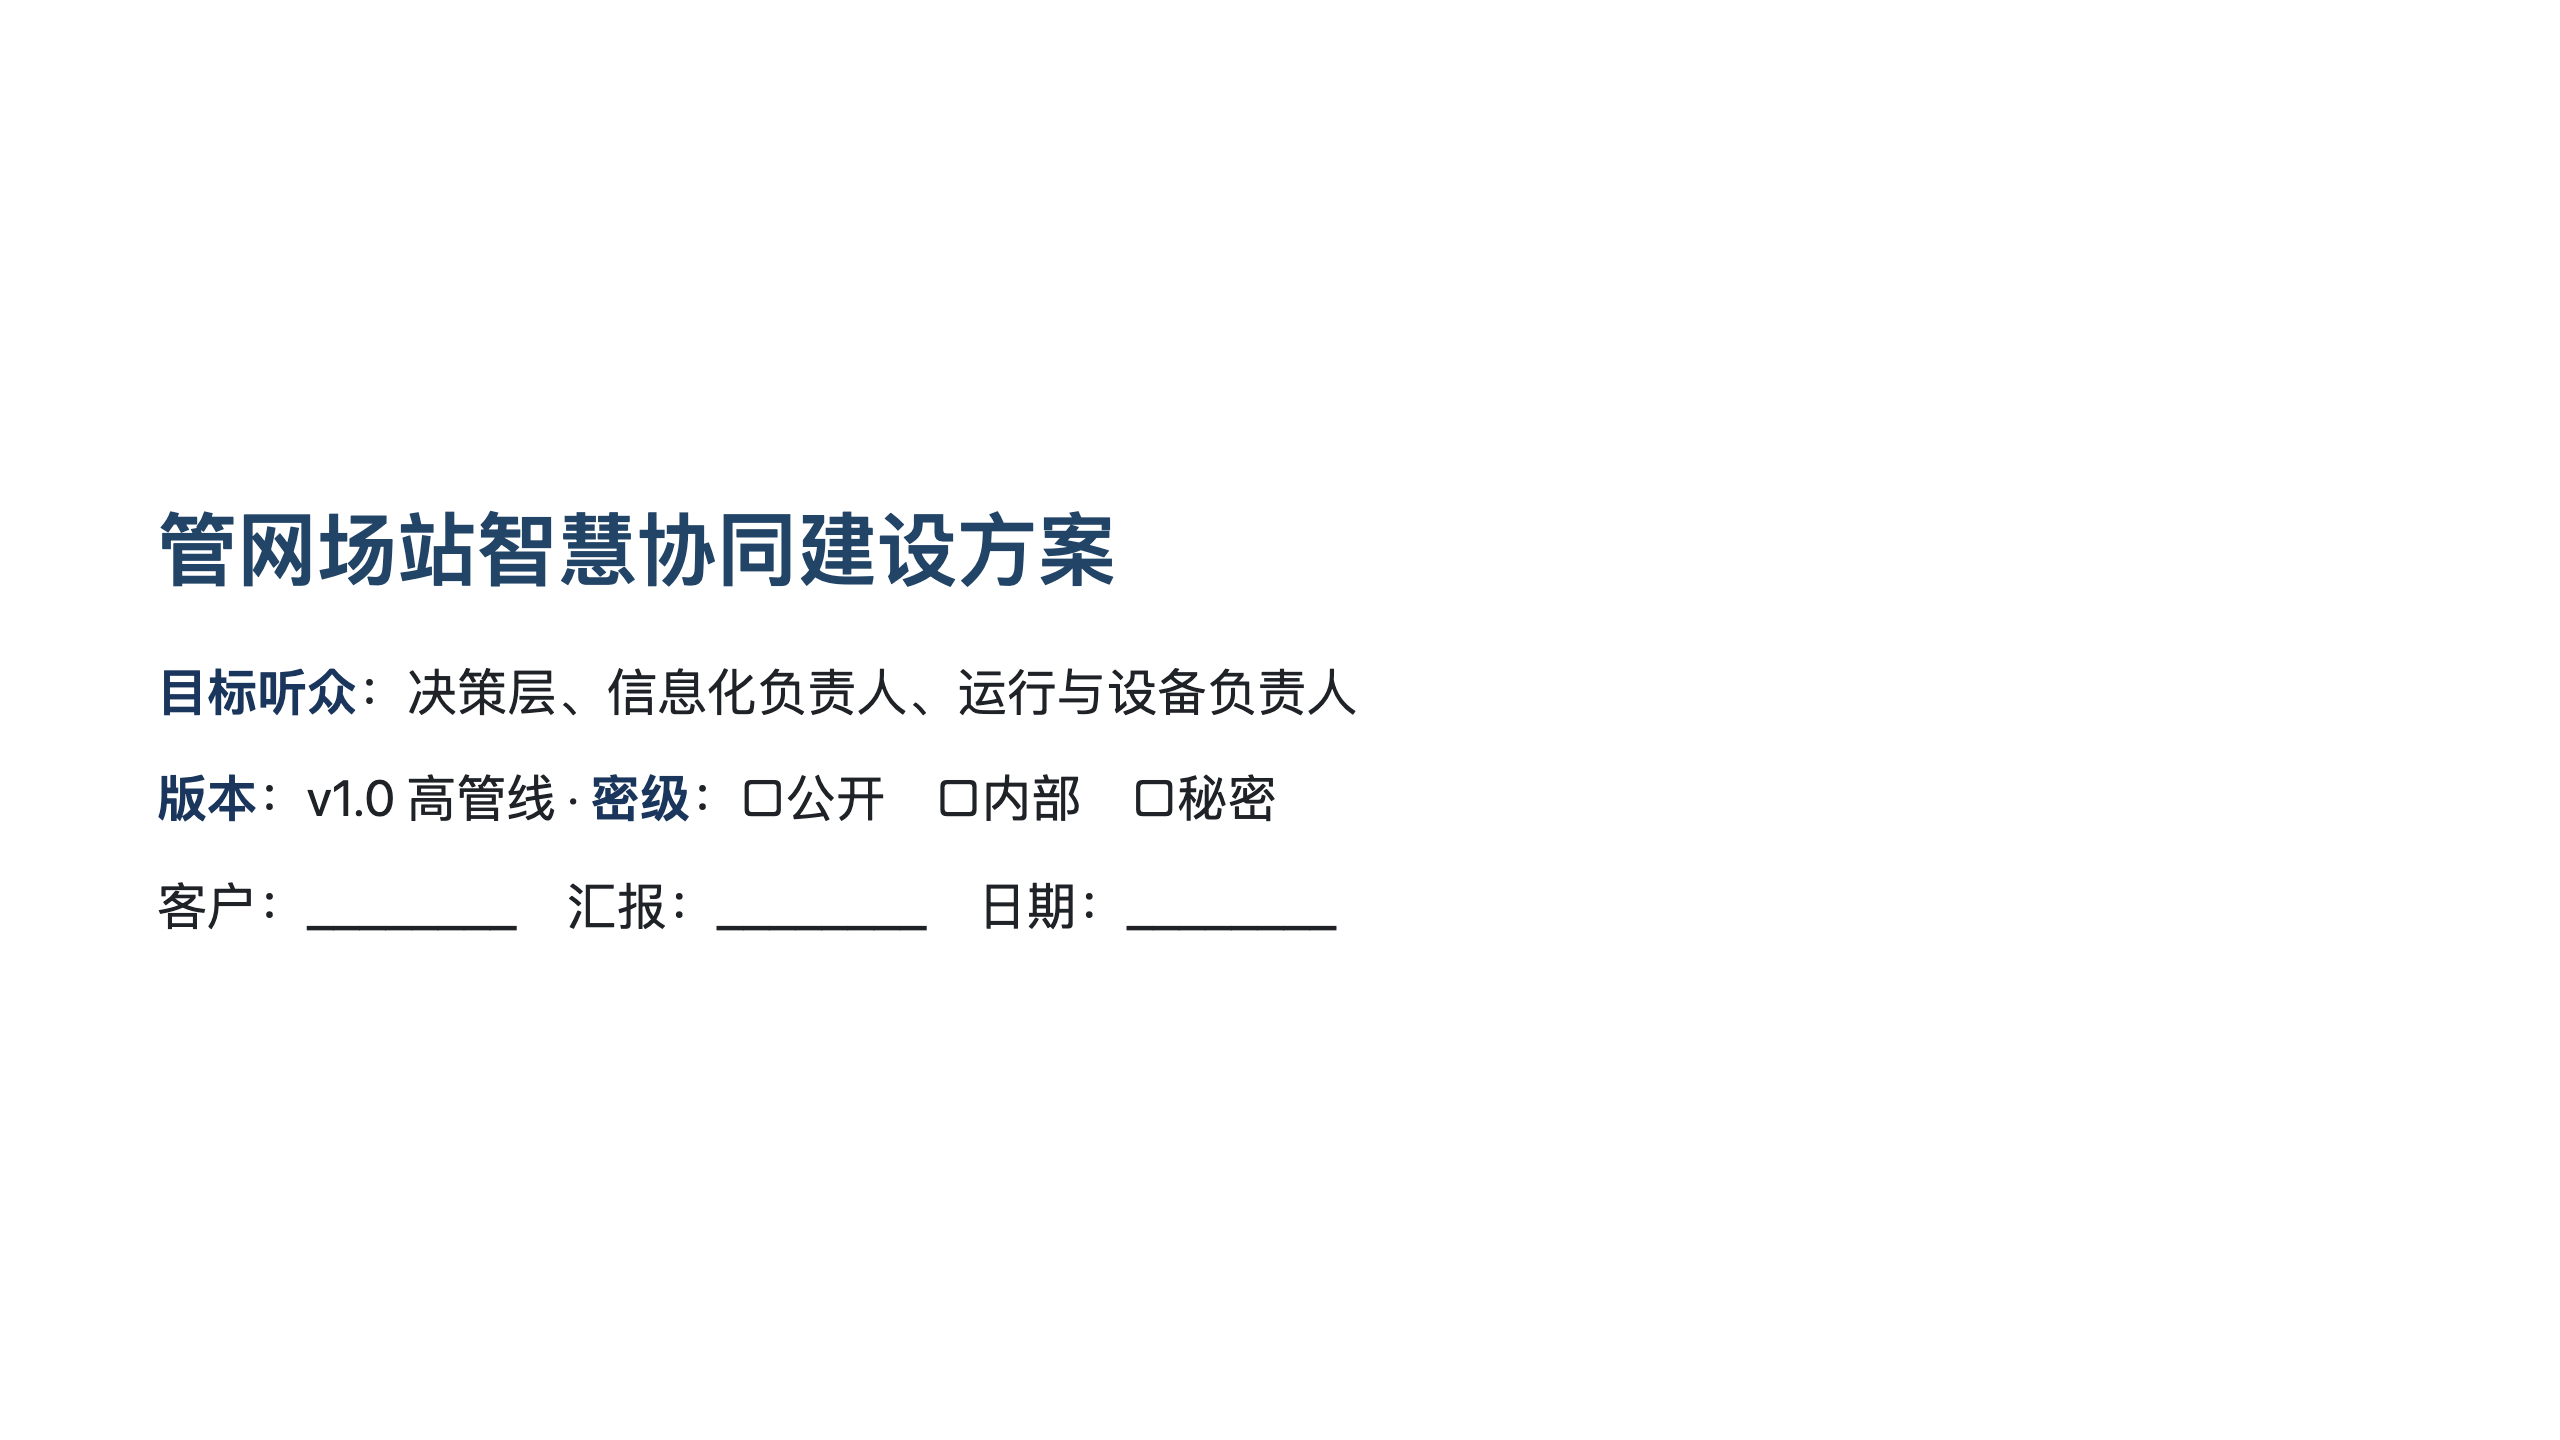 管网场站智慧协同建设方案
目标听众：决策层、信息化负责人、运行与设备负责人
版本：v1.0 高管线 · 密级：▢公开　▢内部　▢秘密
客户：________　汇报：________　日期：________